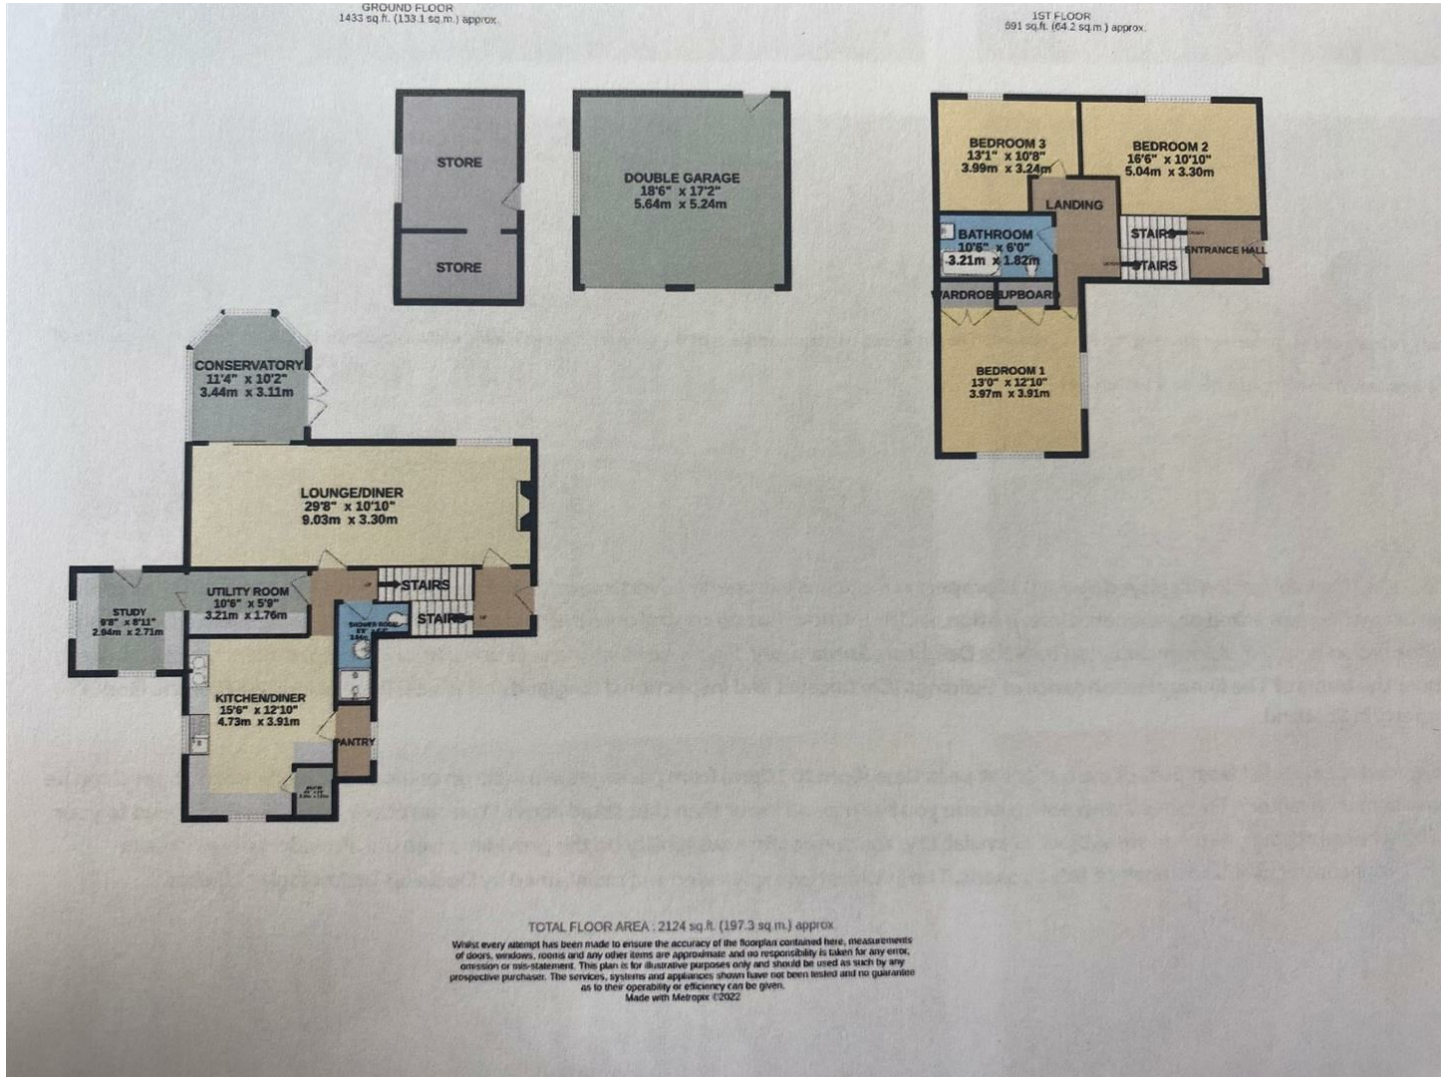 GROUND FLOOR
1433 sq.ft. (133.1 sq.m.) approx.
1ST FLOOR
691 sq.ft. (64.2 sq.m.) approx.
STORE
STORE
DOUBLE GARAGE
18'6" x 17'2"
5.64m x 5.24m
BEDROOM 3
13'1" x 10'8"
3.99m x 3.24m
BEDROOM 2
16'6" x 10'10"
5.04m x 3.30m
LANDING
BATHROOM
10'6" x 6'0"
3.21m x 1.82m
STAIRS
STAIRS
ENTRANCE HALL
WARDROBE
CUPBOARD
BEDROOM 1
13'0" x 12'10"
3.97m x 3.91m
CONSERVATORY
11'4" x 10'2"
3.44m x 3.11m
LOUNGE/DINER
29'8" x 10'10"
9.03m x 3.30m
STUDY
9'8" x 8'11"
2.94m x 2.71m
UTILITY ROOM
10'6" x 5'9"
3.21m x 1.76m
UP
STAIRS
STAIRS
UP
SHOWER ROOM
KITCHEN/DINER
15'6" x 12'10"
4.73m x 3.91m
PANTRY
TOTAL FLOOR AREA : 2124 sq.ft. (197.3 sq.m.) approx.
Whilst every attempt has been made to ensure the accuracy of the floorplan contained here, measurements
of doors, windows, rooms and any other items are approximate and no responsibility is taken for any error,
omission or mis-statement. This plan is for illustrative purposes only and should be used as such by any
prospective purchaser. The services, systems and appliances shown have not been tested and no guarantee
as to their operability or efficiency can be given.
Made with Metropix ©2022